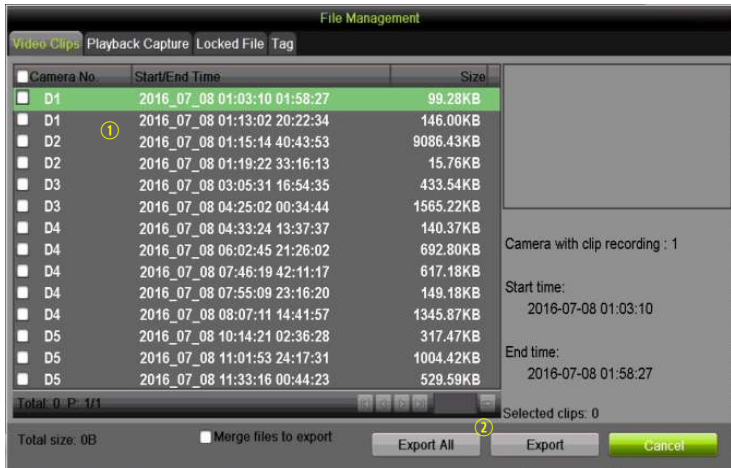 File Management
Video Clips Playback Capture Locked File Tag
Camera No. Start/End Time Size
D1 2016_07_08 01:03:10 01:58:27 99.28KB
D1 2016_07_08 01:13:02 20:22:34 146.00KB
①
D2 2016_07_08 01:15:14 40:43:53 9086.43KB
D2 2016_07_08 01:19:22 33:16:13 15.76KB
D3 2016_07_08 03:05:31 16:54:35 433.54KB
D3 2016_07_08 04:25:02 00:34:44 1565.22KB
D4 2016_07_08 04:33:24 13:37:37 140.37KB
D4 2016_07_08 06:02:45 21:26:02 692.80KB
D4 2016_07_08 07:46:19 42:11:17 617.18KB
D4 2016_07_08 07:55:09 23:16:20 149.18KB
D4 2016_07_08 08:07:11 14:41:57 1345.87KB
D5 2016_07_08 10:14:21 02:36:28 317.47KB
D5 2016_07_08 11:01:53 24:17:31 1004.42KB
D5 2016_07_08 11:33:16 00:44:23 529.59KB
Total: 0 P: 1/1
Camera with clip recording : 1
Start time:
2016-07-08 01:03:10
End time:
2016-07-08 01:58:27
Selected clips: 0
②
Total size: 0B Merge files to export Export All Export Cancel